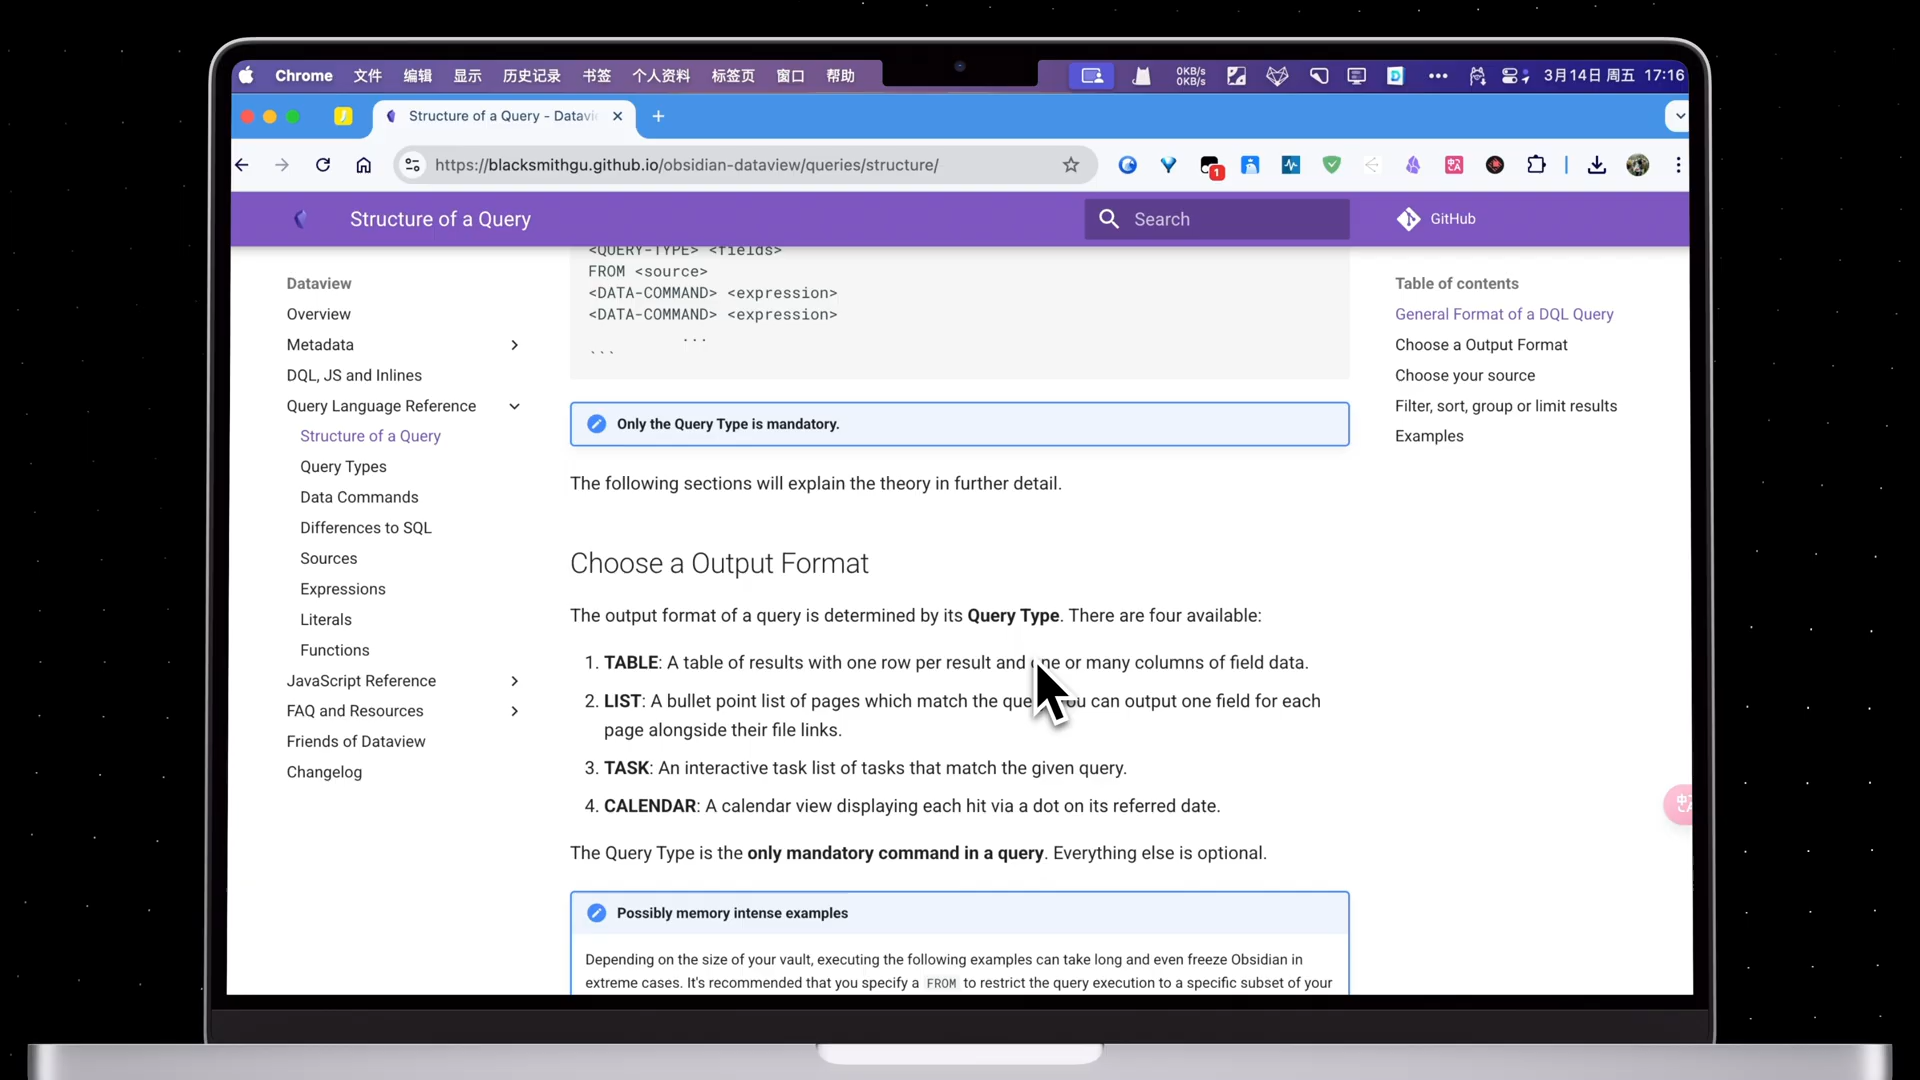 Chrome 文件 编辑 显示 历史记录 书签 个人资料 标签页 窗口 帮助 0KB/s 0KB/s D ••• 3月14日 周五 17:16
Structure of a Query - Datavi
https://blacksmithgu.github.io/obsidian-dataview/queries/structure/
1
Structure of a Query
Search
GitHub
Dataview
Overview
Metadata
DQL, JS and Inlines
Query Language Reference
Structure of a Query
Query Types
Data Commands
Differences to SQL
Sources
Expressions
Literals
Functions
JavaScript Reference
FAQ and Resources
Friends of Dataview
Changelog
<QUERY-TYPE> <fields>
FROM <source>
<DATA-COMMAND> <expression>
<DATA-COMMAND> <expression>
...
```
Only the Query Type is mandatory.
The following sections will explain the theory in further detail.
Choose a Output Format
The output format of a query is determined by its Query Type. There are four available:
1. TABLE: A table of results with one row per result and one or many columns of field data.
2. LIST: A bullet point list of pages which match the query. You can output one field for each
page alongside their file links.
3. TASK: An interactive task list of tasks that match the given query.
4. CALENDAR: A calendar view displaying each hit via a dot on its referred date.
The Query Type is the only mandatory command in a query. Everything else is optional.
Possibly memory intense examples
Depending on the size of your vault, executing the following examples can take long and even freeze Obsidian in
extreme cases. It's recommended that you specify a FROM to restrict the query execution to a specific subset of your
Table of contents
General Format of a DQL Query
Choose a Output Format
Choose your source
Filter, sort, group or limit results
Examples